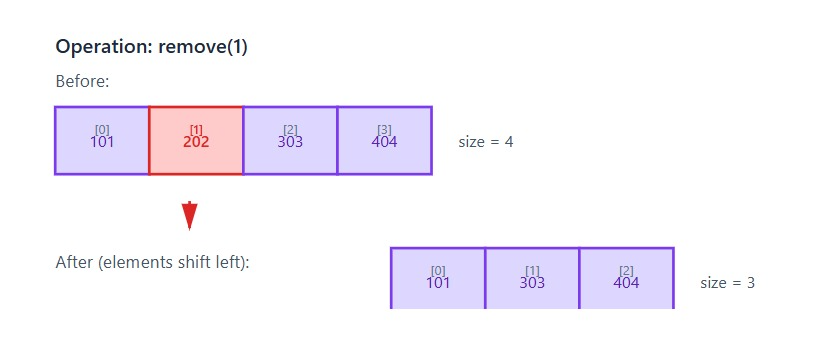 Operation: remove(1)
Before:
[0] [1] [2] [3]
101 202 303 404 size = 4
After (elements shift left):
[0] [1] [2]
101 303 404 size = 3